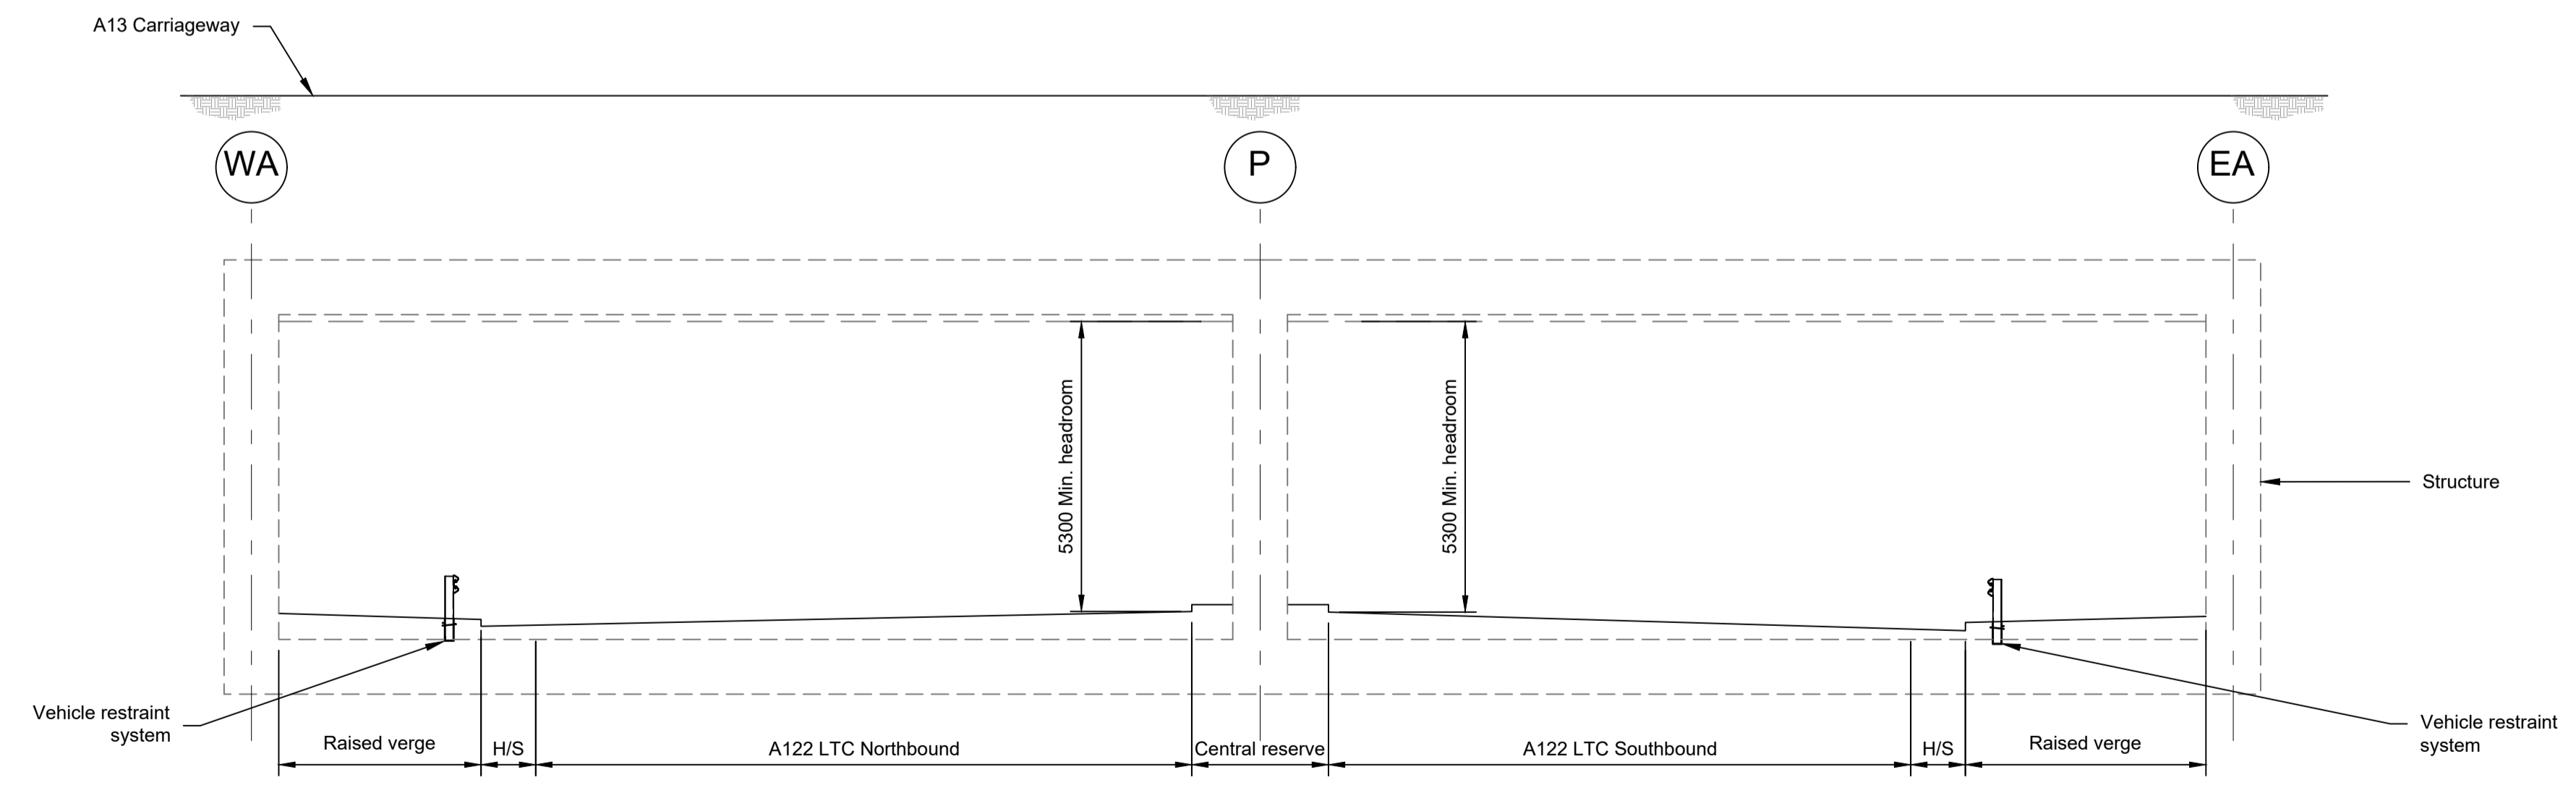 A13 Carriageway
WA
P
EA
5300 Min. headroom
5300 Min. headroom
Structure
Vehicle restraint
system
Raised verge
H/S
A122 LTC Northbound
Central reserve
A122 LTC Southbound
H/S
Raised verge
Vehicle restraint
system